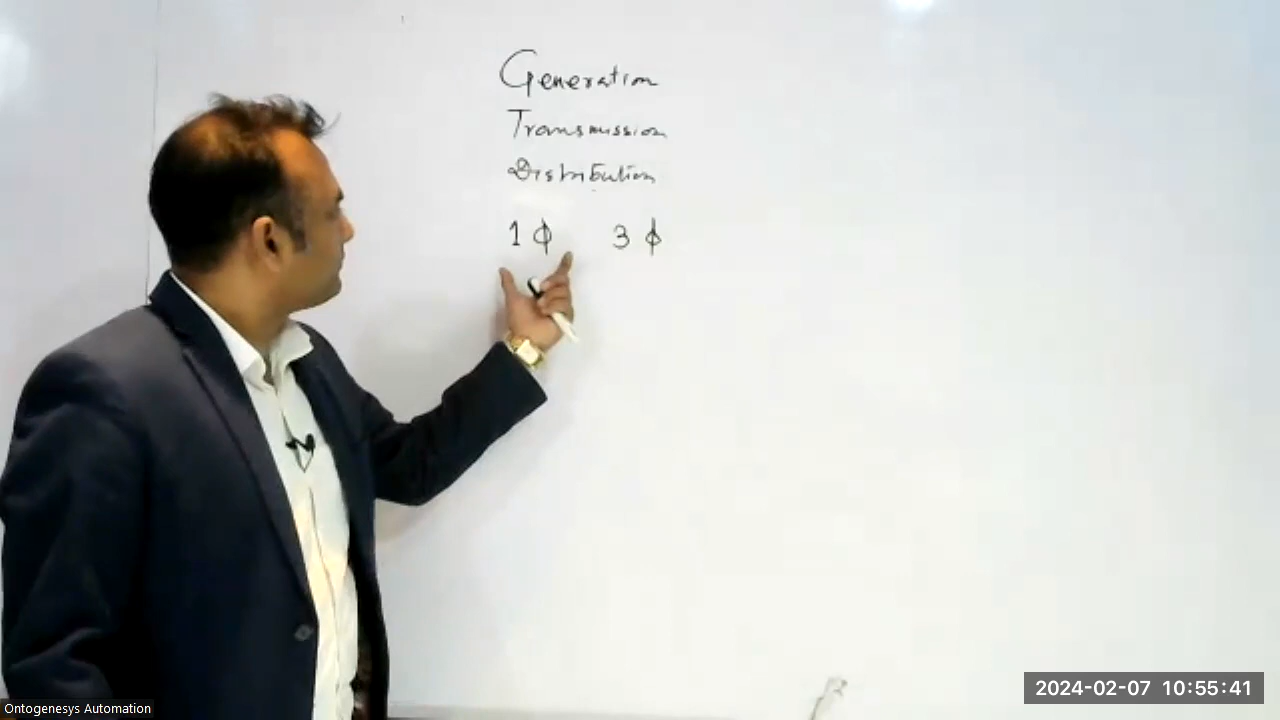 Generation
Transmission
Distribution
1 ϕ 3 ϕ
Ontogenesys Automation
2024-02-07 10:55:41